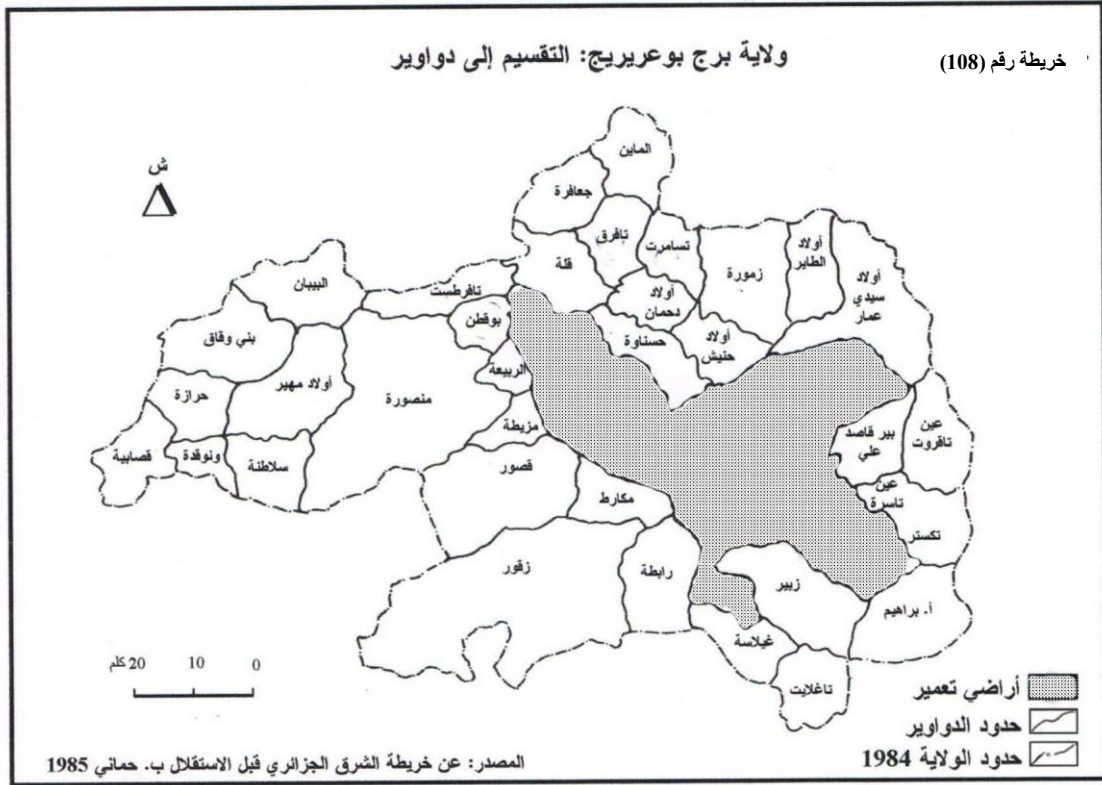 خريطة رقم (108)
ولاية برج بوعريريج: التقسيم إلى دواوير
ش
الماين
جعافرة
تافرق
تسامرت
زمورة
أولاد
الطاير
أولاد
سيدي
عمار
قلة
أولاد
دحمان
حسناوة
أولاد
حنيش
البيبان
تافرطست
بوقطن
بني وقاق
أولاد مهير
منصورة
الربيعة
حرازة
مزيطة
قصابية
ونوقدة
سلاطنة
قصور
مكارط
بير قاصد
علي
عين
تاقروت
عين
تاسرة
تكستر
زقور
رابطة
زبير
أ. براهيم
غيلاسة
تاغلايت
0 10 20 كلم
أراضي تعمير
حدود الدواوير
حدود الولاية 1984
المصدر: عن خريطة الشرق الجزائري قبل الاستقلال ب. حماني 1985